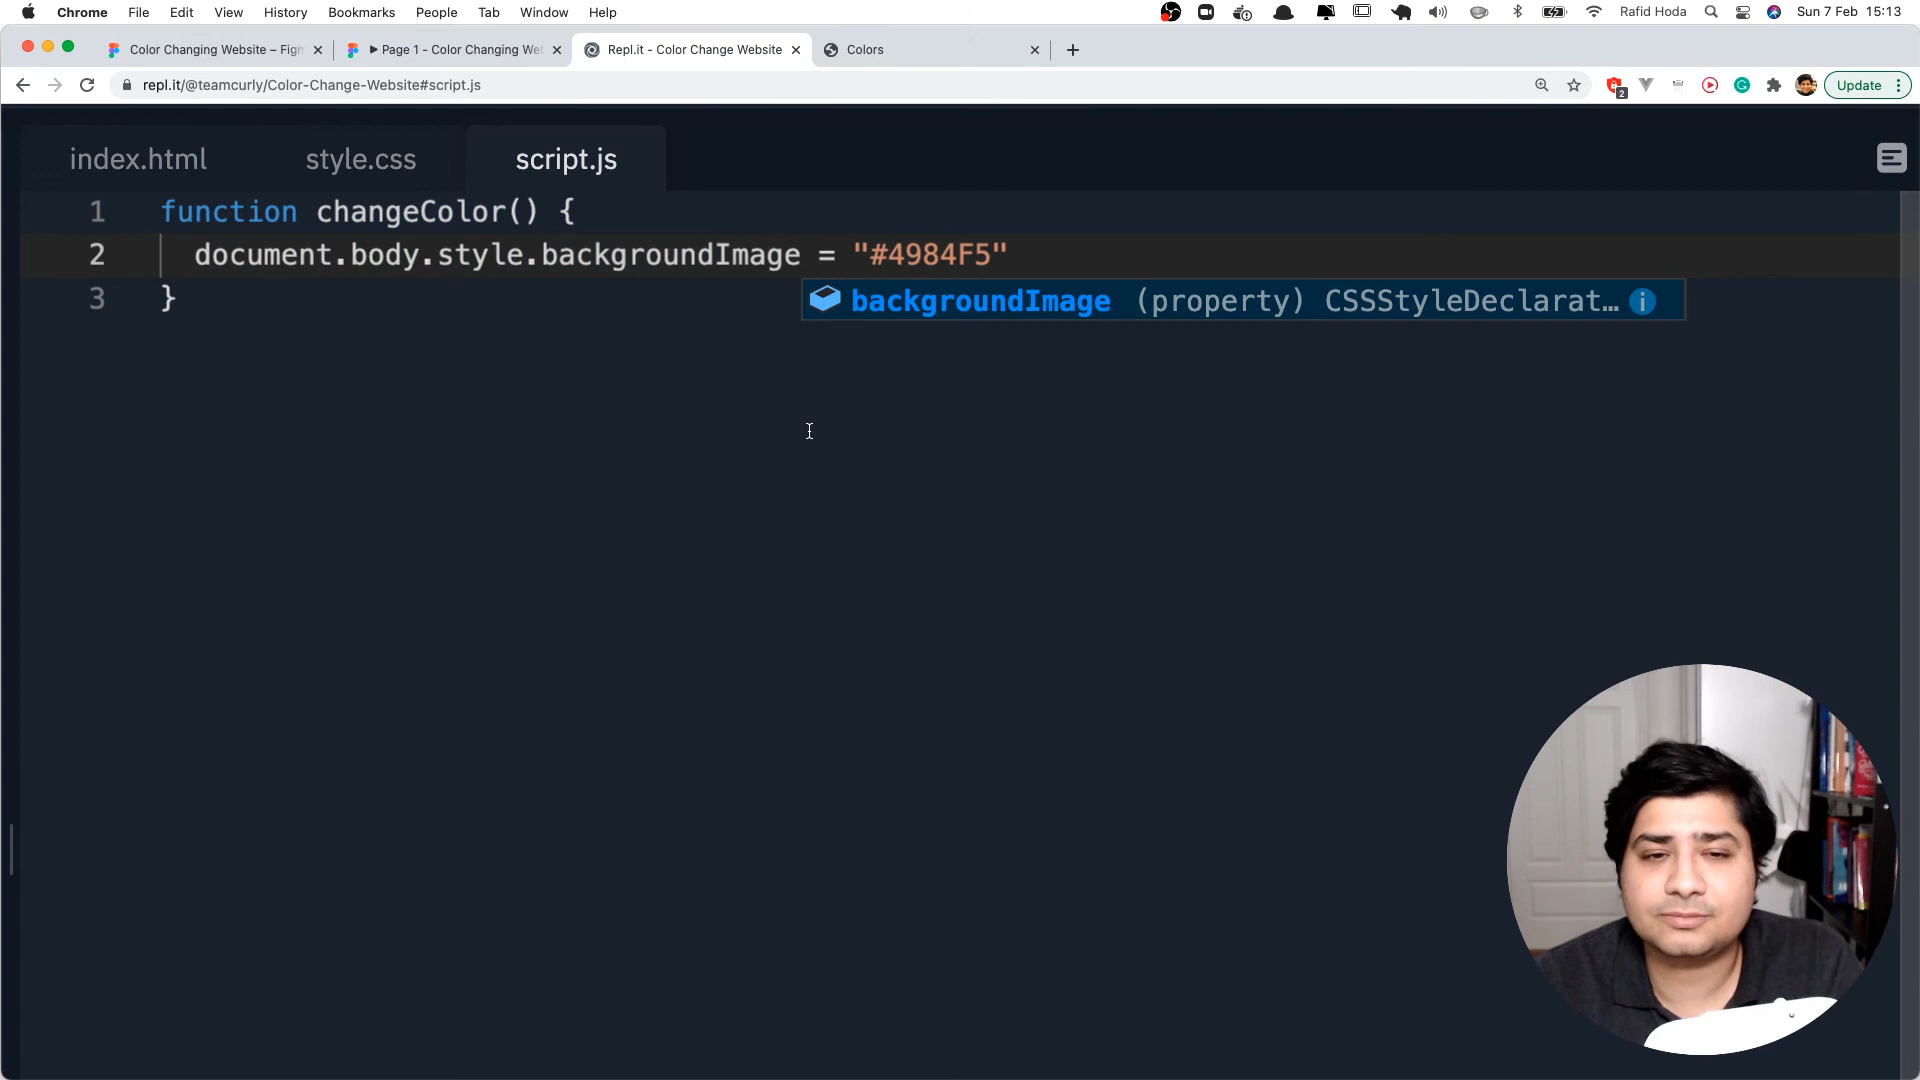 Chrome File Edit View History Bookmarks People Tab Window Help Rafid Hoda Sun 7 Feb 15:13
Color Changing Website – Figm Page 1 - Color Changing We Repl.it - Color Change Website Colors
repl.it/@teamcurly/Color-Change-Website#script.js 2 Update
index.html style.css script.js
1 function changeColor() {
2 document.body.style.backgroundImage = "#4984F5"
backgroundImage (property) CSSStyleDeclarat…
3 }